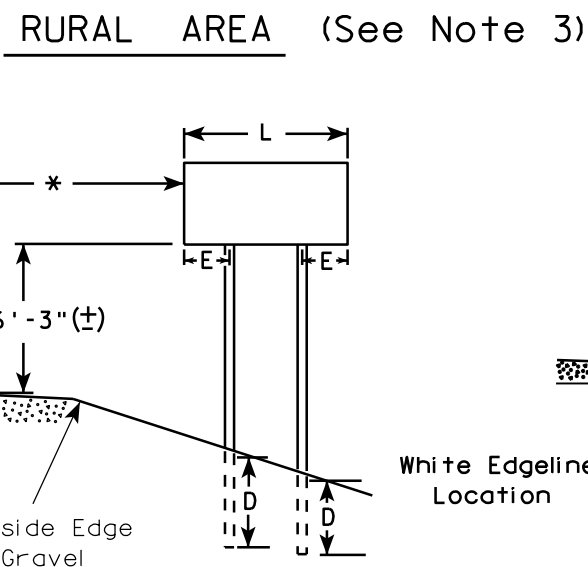 RURAL AREA (See Note 3)
L
*
E E
'-3"(±)
White Edgeline
Location
D
D
side Edge
Gravel